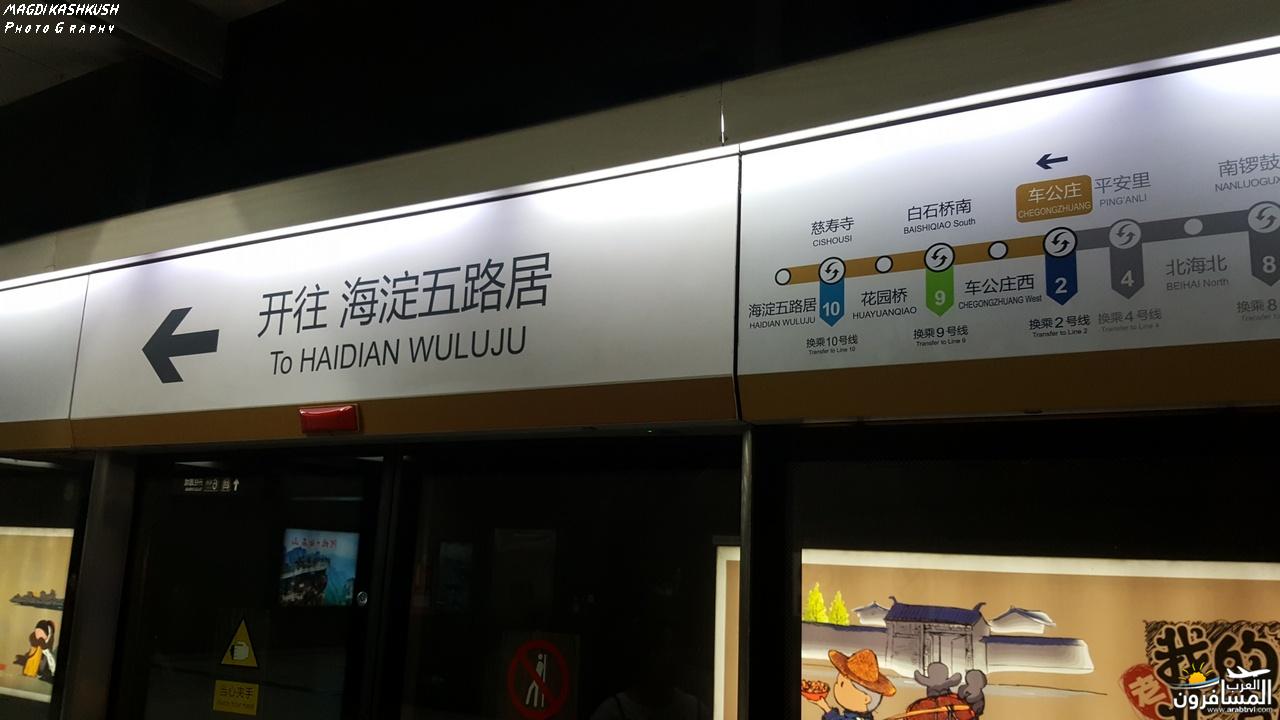 MAGDI KASHKUSH
PHOTOGRAPHY
开往 海淀五路居
To HAIDIAN WULUJU
海淀五路居
HAIDIAN WULUJU
慈寿寺
CISHOUSI
10
换乘10号线
Transfer to Line 10
花园桥
HUAYUANQIAO
白石桥南
BAISHIQIAO South
9
换乘9号线
Transfer to Line 9
车公庄西
CHEGONGZHUANG West
车公庄
CHEGONGZHUANG
2
换乘2号线
Transfer to Line 2
平安里
PING'ANLI
4
换乘4号线
Transfer to Line 4
北海北
BEIHAI North
南锣鼓
NANLUOGUX
8
换乘8
当心夹手
我的
老
المسافرون
العرب
www.arabtrvl.com